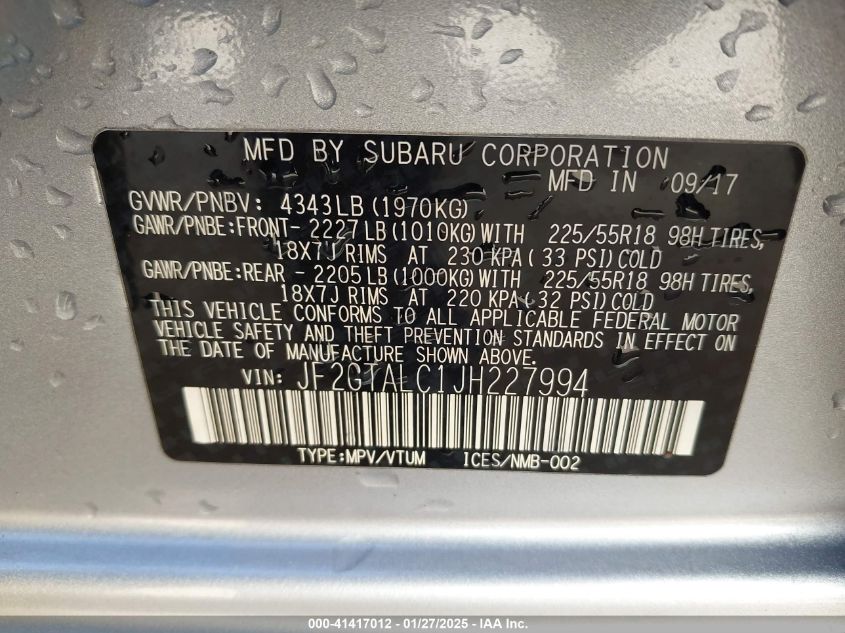 MFD BY SUBARU CORPORATION
MFD IN 09/17
GVWR/PNBV: 4343LB(1970KG)
GAWR/PNBE:FRONT-2227LB(1010KG)WITH 225/55R18 98H TIRES,
18X7J RIMS AT 230 KPA(33 PSI)COLD
GAWR/PNBE:REAR -2205LB(1000KG)WITH 225/55R18 98H TIRES,
18X7J RIMS AT 220 KPA(32 PSI)COLD
THIS VEHICLE CONFORMS TO ALL APPLICABLE FEDERAL MOTOR
VEHICLE SAFETY AND THEFT PREVENTION STANDARDS IN EFFECT ON
THE DATE OF MANUFACTURE SHOWN ABOVE.
VIN: JF2GTALC1JH227994
TYPE:MPV/VTUM ICES/NMB-002
000-41417012 - 01/27/2025 - IAA Inc.